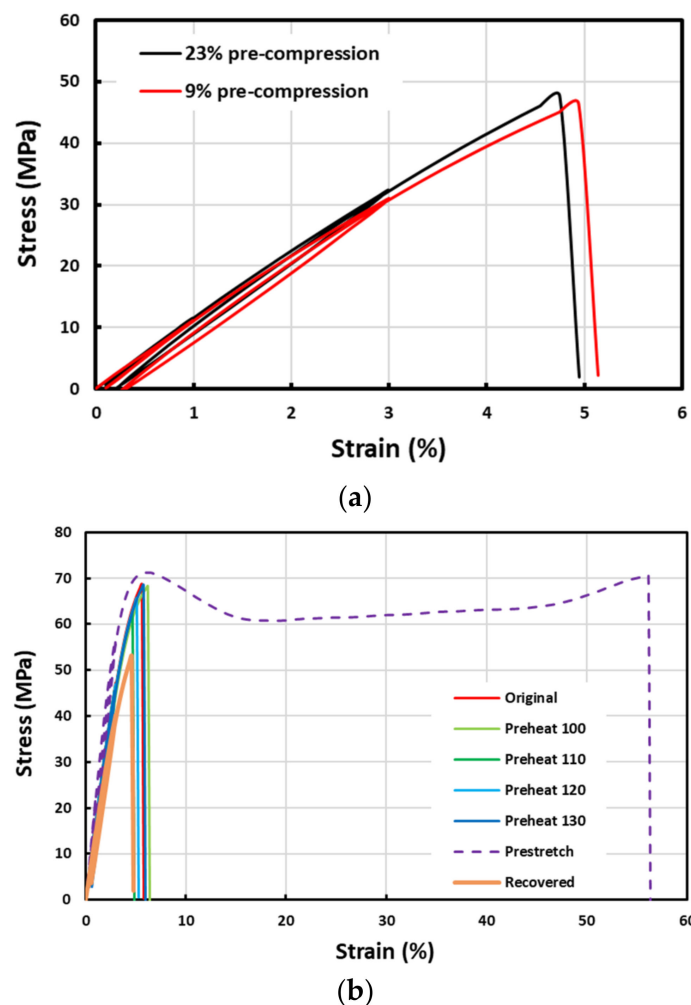 60
50
40
30
20
10
0
Stress (MPa)
23% pre-compression
9% pre-compression
0 1 2 3 4 5 6
Strain (%)
(a)
80
70
60
50
40
30
20
10
0
Stress (MPa)
Original
Preheat 100
Preheat 110
Preheat 120
Preheat 130
Prestretch
Recovered
0 10 20 30 40 50 60
Strain (%)
(b)